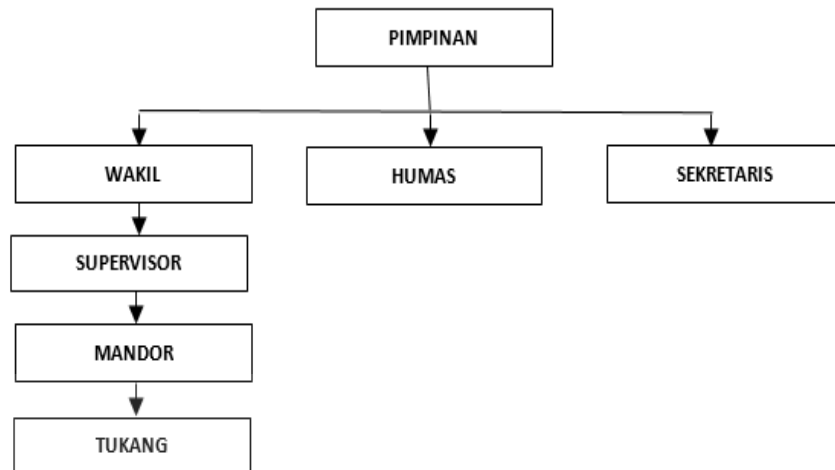 PIMPINAN
WAKIL
HUMAS
SEKRETARIS
SUPERVISOR
MANDOR
TUKANG